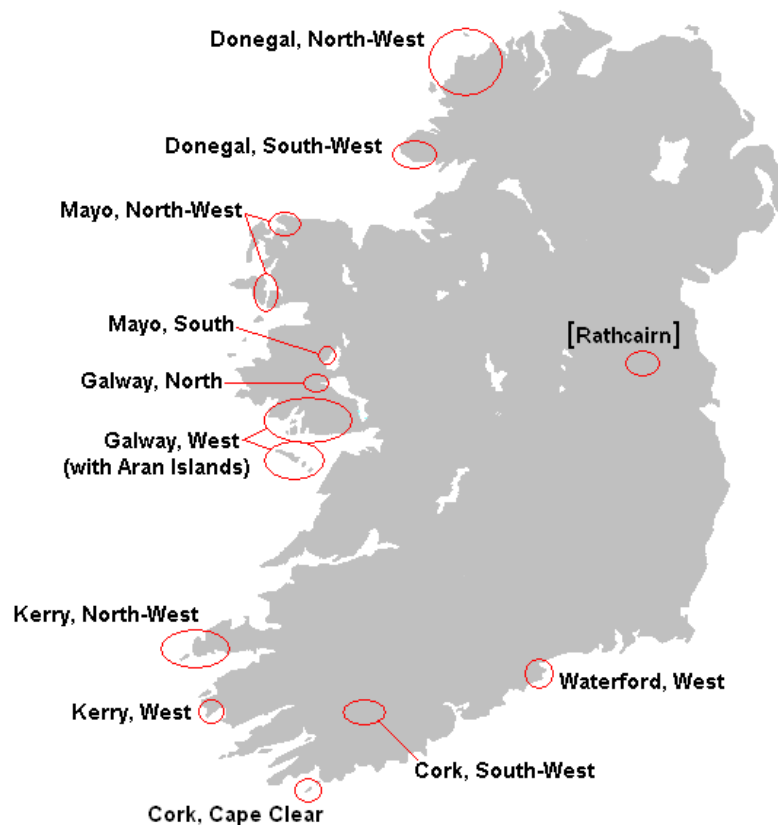 Donegal, North-West
Donegal, South-West
Mayo, North-West
Mayo, South
[Rathcairn]
Galway, North
Galway, West
(with Aran Islands)
Kerry, North-West
Waterford, West
Kerry, West
Cork, South-West
Cork, Cape Clear